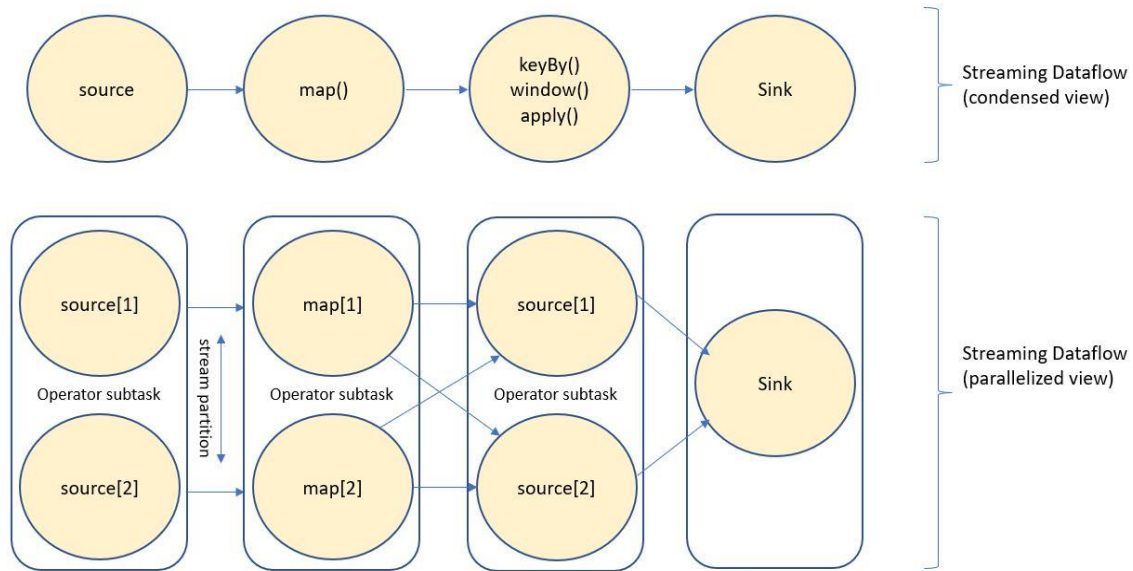 source
map()
keyBy()
window()
apply()
Sink
Streaming Dataflow
(condensed view)
source[1]
map[1]
source[1]
Operator subtask
stream partition
Operator subtask
Operator subtask
Sink
Streaming Dataflow
(parallelized view)
source[2]
map[2]
source[2]